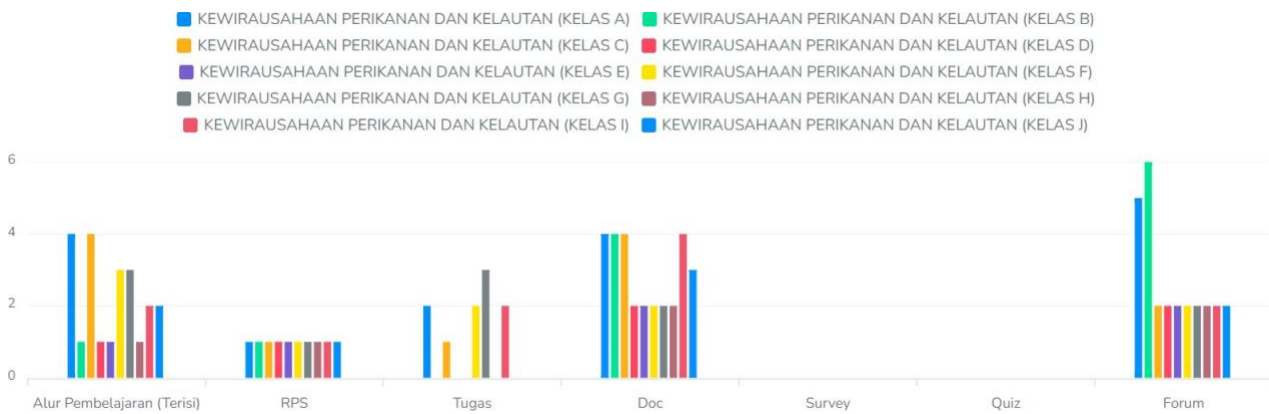 KEWIRAUSAHAAN PERIKANAN DAN KELAUTAN (KELAS A) KEWIRAUSAHAAN PERIKANAN DAN KELAUTAN (KELAS B)
KEWIRAUSAHAAN PERIKANAN DAN KELAUTAN (KELAS C) KEWIRAUSAHAAN PERIKANAN DAN KELAUTAN (KELAS D)
KEWIRAUSAHAAN PERIKANAN DAN KELAUTAN (KELAS E) KEWIRAUSAHAAN PERIKANAN DAN KELAUTAN (KELAS F)
KEWIRAUSAHAAN PERIKANAN DAN KELAUTAN (KELAS G) KEWIRAUSAHAAN PERIKANAN DAN KELAUTAN (KELAS H)
KEWIRAUSAHAAN PERIKANAN DAN KELAUTAN (KELAS I) KEWIRAUSAHAAN PERIKANAN DAN KELAUTAN (KELAS J)
6
4
2
0
Alur Pembelajaran (Terisi) RPS Tugas Doc Survey Quiz Forum